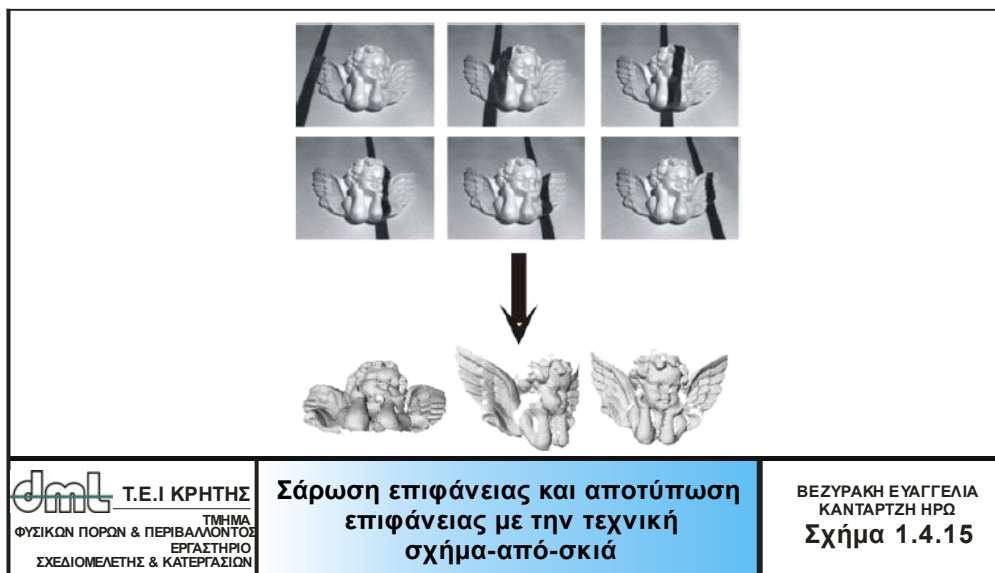 dml Τ.Ε.Ι ΚΡΗΤΗΣ
ΤΜΗΜΑ
ΦΥΣΙΚΩΝ ΠΟΡΩΝ & ΠΕΡΙΒΑΛΛΟΝΤΟΣ
ΕΡΓΑΣΤΗΡΙΟ
ΣΧΕΔΙΟΜΕΛΕΤΗΣ & ΚΑΤΕΡΓΑΣΙΩΝ
Σάρωση επιφάνειας και αποτύπωση
επιφάνειας με την τεχνική
σχήμα-από-σκιά
ΒΕΖΥΡΑΚΗ ΕΥΑΓΓΕΛΙΑ
ΚΑΝΤΑΡΤΖΗ ΗΡΩ
Σχήμα 1.4.15